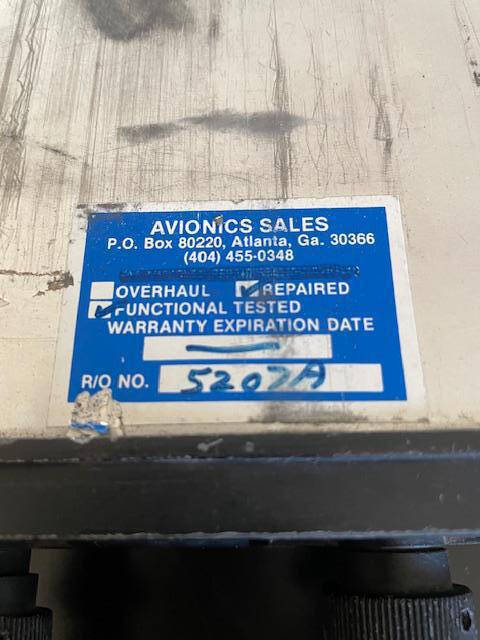 AVIONICS SALES
P.O. Box 80220, Atlanta, Ga. 30366
(404) 455-0348
OVERHAUL REPAIRED
FUNCTIONAL TESTED
WARRANTY EXPIRATION DATE
R/O NO. 5207A